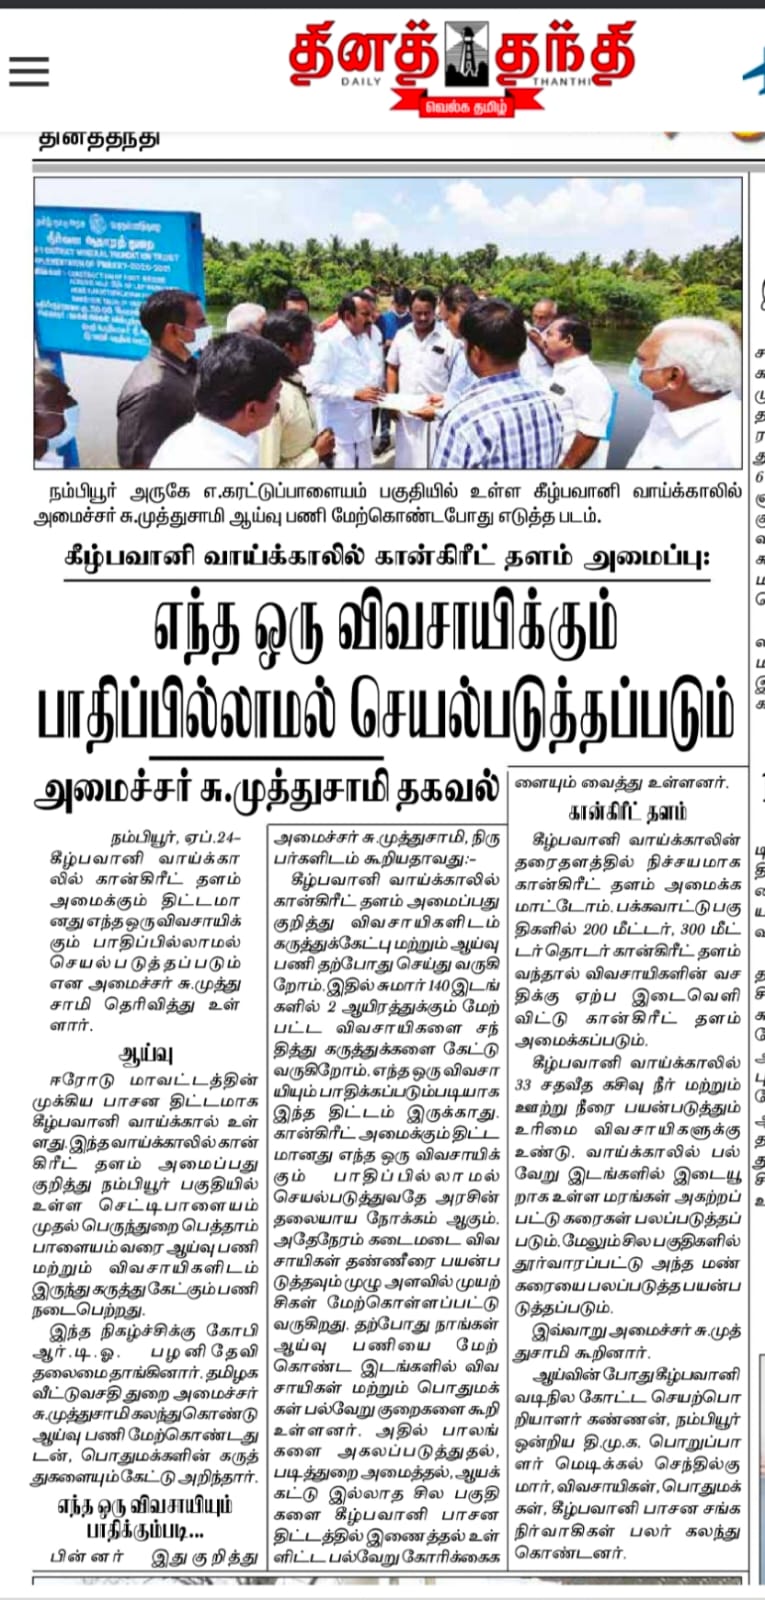 தினத்தந்தி
DAILY THANTHI
வெல்க தமிழ்
தினத்தந்தி
நம்பியூர் அருகே எ.கரட்டுப்பாளையம் பகுதியில் உள்ள கீழ்பவானி வாய்க்காலில்
அமைச்சர் சு.முத்துசாமி ஆய்வு பணி மேற்கொண்டபோது எடுத்த படம்.
கீழ்பவானி வாய்க்காலில் கான்கிரீட் தளம் அமைப்பு:
எந்த ஒரு விவசாயிக்கும்
பாதிப்பில்லாமல் செயல்படுத்தப்படும்
அமைச்சர் சு.முத்துசாமி தகவல்
நம்பியூர், ஏப்.24–
கீழ்பவானி வாய்க்கா
லில் கான்கிரீட் தளம்
அமைக்கும் திட்டமா
னது எந்த ஒரு விவசாயிக்
கும் பாதிப்பில்லாமல்
செயல்படுத்தப்படும்
என அமைச்சர் சு.முத்து
சாமி தெரிவித்து உள்
ளார்.
ஆய்வு
ஈரோடு மாவட்டத்தின்
முக்கிய பாசன திட்டமாக
கீழ்பவானி வாய்க்கால் உள்
ளது. இந்த வாய்க்காலில் கான்
கிரீட் தளம் அமைப்பது
குறித்து நம்பியூர் பகுதியில்
உள்ள செட்டிபாளையம்
முதல் பெருந்துறை பெத்தாம்
பாளையம் வரை ஆய்வு பணி
மற்றும் விவசாயிகளிடம்
இருந்து கருத்து கேட்கும் பணி
நடைபெற்றது.
இந்த நிகழ்ச்சிக்கு கோபி
ஆர்.டி.ஓ. பழனிதேவி
தலைமை தாங்கினார். தமிழக
வீட்டுவசதி துறை அமைச்சர்
சு.முத்துசாமி கலந்துகொண்டு
ஆய்வு பணி மேற்கொண்டது
டன், பொதுமக்களின் கருத்
துகளையும் கேட்டு அறிந்தார்.
எந்த ஒரு விவசாயியும்
பாதிக்கும்படி...
பின்னர் இதுகுறித்து
அமைச்சர் சு.முத்துசாமி, நிரு
பர்களிடம் கூறியதாவது:-
கீழ்பவானி வாய்க்காலில்
கான்கிரீட் தளம் அமைப்பது
குறித்து விவசாயிகளிடம்
கருத்துக்கேட்பு மற்றும் ஆய்வு
பணி தற்போது செய்து வருகி
றோம். இதில் சுமார் 140 இடங்
களில் 2 ஆயிரத்துக்கும் மேற்
பட்ட விவசாயிகளை சந்
தித்து கருத்துக்களை கேட்டு
வருகிறோம். எந்த ஒரு விவசா
யியும் பாதிக்கப்படும்படியாக
இந்த திட்டம் இருக்காது.
கான்கிரீட் அமைக்கும் திட்ட
மானது எந்த ஒரு விவசாயிக்
கும் பாதிப்பில்லாமல்
செயல்படுத்துவதே அரசின்
தலையாய நோக்கம் ஆகும்.
அதேநேரம் கடைமடை விவ
சாயிகள் தண்ணீரை பயன்ப
டுத்தவும் முழு அளவில் முயற்
சிகள் மேற்கொள்ளப்பட்டு
வருகிறது. தற்போது நாங்கள்
ஆய்வு பணியை மேற்
கொண்ட இடங்களில் விவ
சாயிகள் மற்றும் பொதுமக்
கள் பல்வேறு குறைகளை கூறி
உள்ளனர். அதில் பாலங்
களை அகலப்படுத்துதல்,
படித்துறை அமைத்தல், ஆயக்
கட்டு இல்லாத சில பகுதி
களை கீழ்பவானி பாசன
திட்டத்தில் இணைத்தல் உள்
ளிட்ட பல்வேறு கோரிக்கைக
ளையும் வைத்து உள்ளனர்.
கான்கிரீட் தளம்
கீழ்பவானி வாய்க்காலின்
தரைதளத்தில் நிச்சயமாக
கான்கிரீட் தளம் அமைக்க
மாட்டோம். பக்கவாட்டு பகு
திகளில் 200 மீட்டர், 300 மீட்
டர் தொடர் கான்கிரீட் தளம்
வந்தால் விவசாயிகளின் வச
திக்கு ஏற்ப இடைவெளி
விட்டு கான்கிரீட் தளம்
அமைக்கப்படும்.
கீழ்பவானி வாய்க்காலில்
33 சதவீத கசிவு நீர் மற்றும்
ஊற்று நீரை பயன்படுத்தும்
உரிமை விவசாயிகளுக்கு
உண்டு. வாய்க்காலில் பல்
வேறு இடங்களில் இடையூ
றாக உள்ள மரங்கள் அகற்றப்
பட்டு கரைகள் பலப்படுத்தப்
படும். மேலும் சில பகுதிகளில்
தூர்வாரப்பட்டு அந்த மண்
கரையை பலப்படுத்த பயன்ப
டுத்தப்படும்.
இவ்வாறு அமைச்சர் சு.முத்
துசாமி கூறினார்.
ஆய்வின் போது கீழ்பவானி
வடிநில கோட்ட செயற்பொ
றியாளர் கண்ணன், நம்பியூர்
ஒன்றிய தி.மு.க. பொறுப்பா
ளர் மெடிக்கல் செந்தில்கு
மார், விவசாயிகள், பொதுமக்
கள், கீழ்பவானி பாசன சங்க
நிர்வாகிகள் பலர் கலந்து
கொண்டனர்.